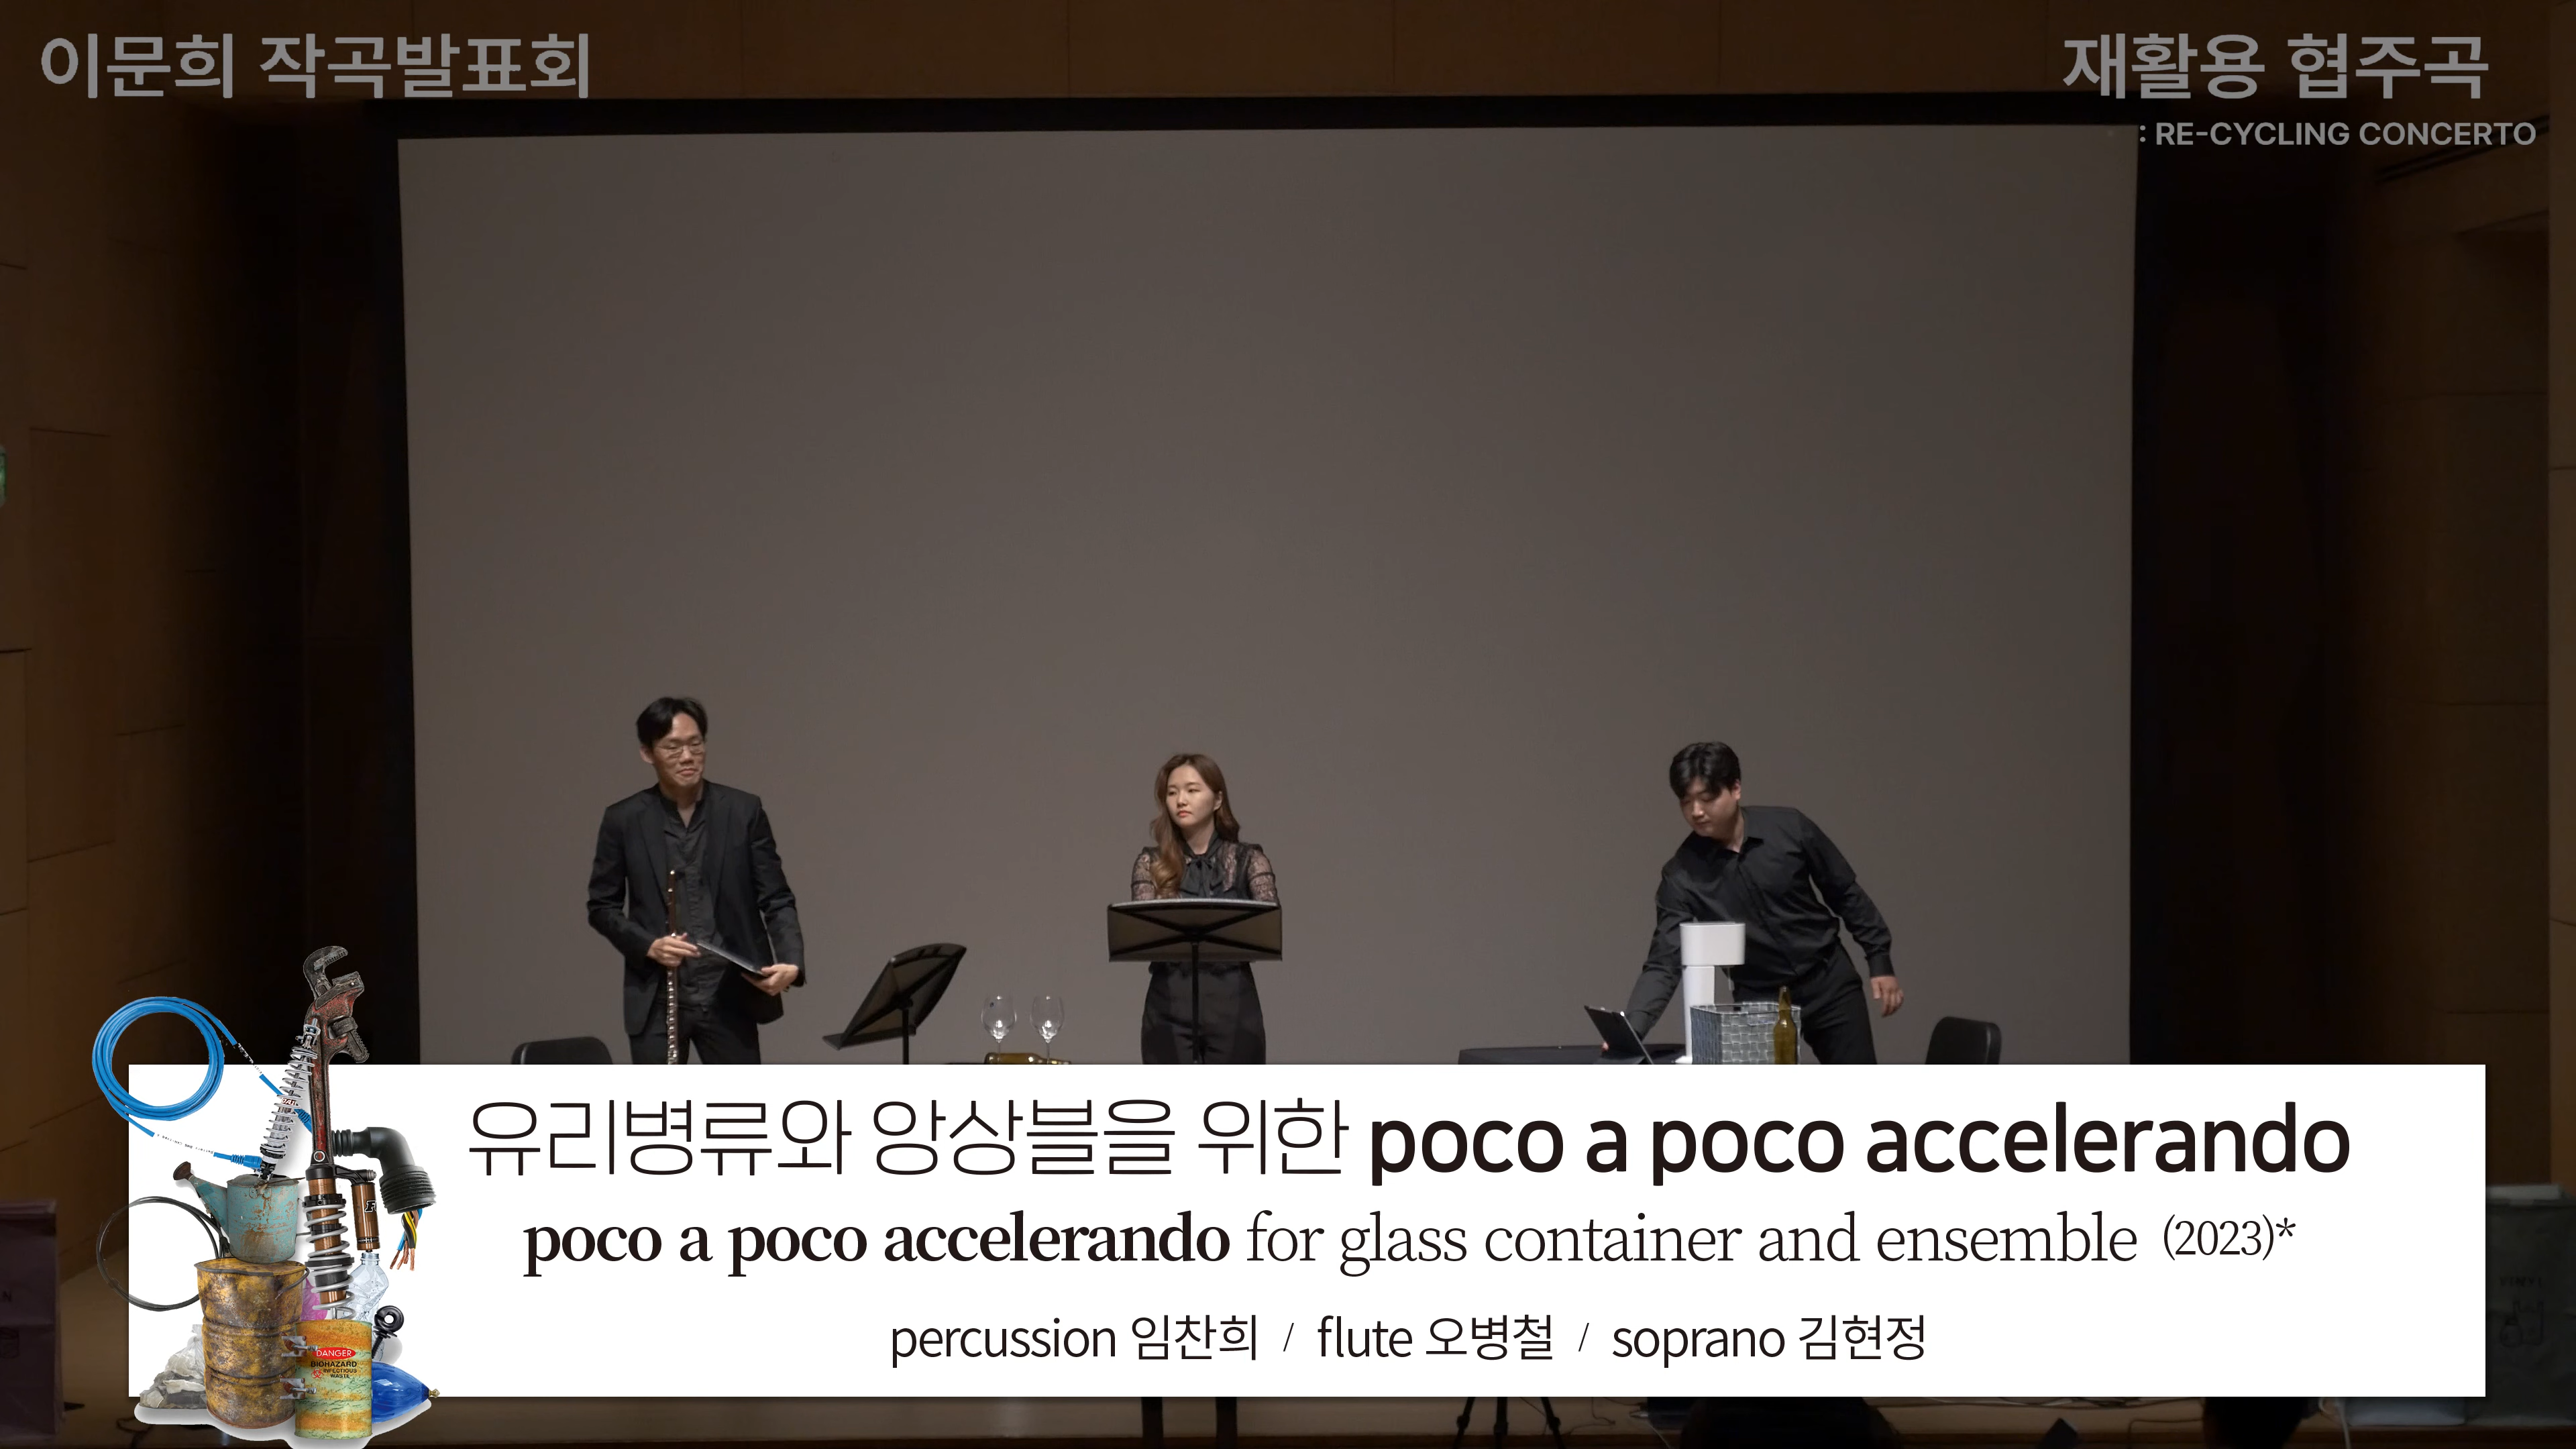 이문희 작곡발표회
재활용 협주곡
: RE-CYCLING CONCERTO
유리병류와 앙상블을 위한 poco a poco accelerando
poco a poco accelerando for glass container and ensemble (2023)*
percussion 임찬희 / flute 오병철 / soprano 김현정
DANGER
BIOHAZARD
INFECTIOUS
WASTE